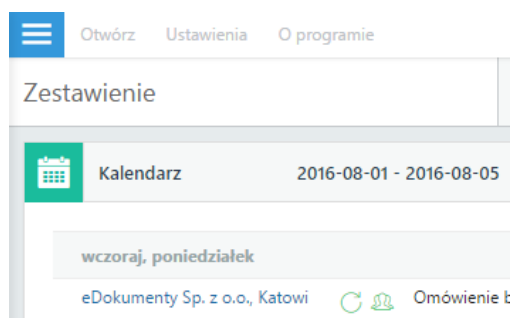 Otwórz Ustawienia O programie
Zestawienie
Kalendarz 2016-08-01 - 2016-08-05
wczoraj, poniedziałek
eDokumenty Sp. z o.o., Katowi Omówienie b